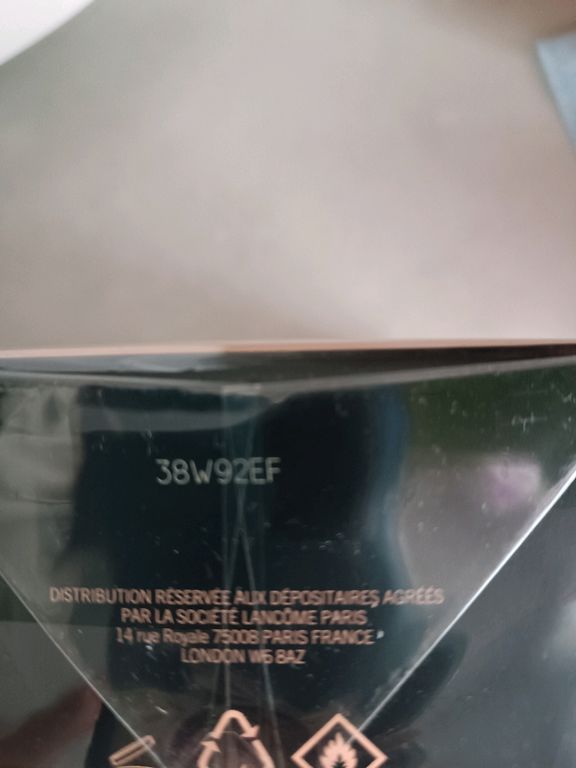 38W92EF
DISTRIBUTION RÉSERVÉE AUX DÉPOSITAIRES AGRÉÉS
PAR LA SOCIÉTÉ LANCÔME PARIS
14 rue Royale 75008 PARIS FRANCE
LONDON W6 8AZ